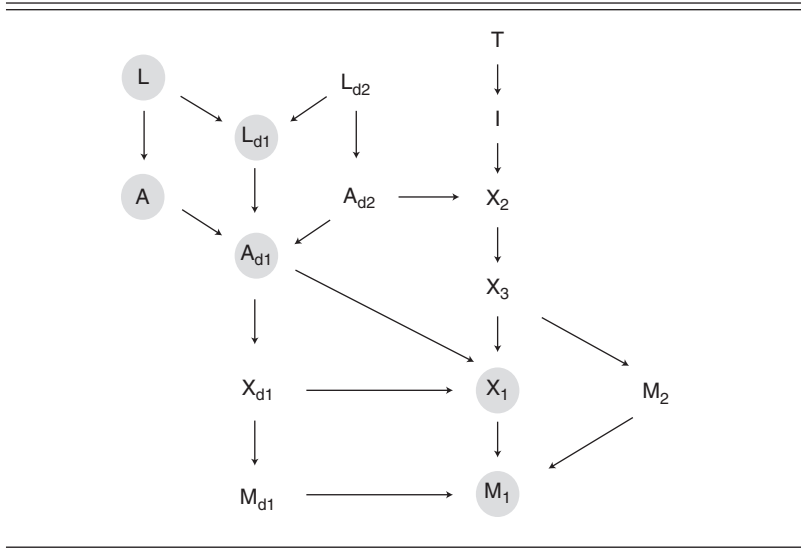 T
L
L_d2
I
L_d1
A
A_d2
X_2
A_d1
X_3
X_d1
X_1
M_2
M_d1
M_1